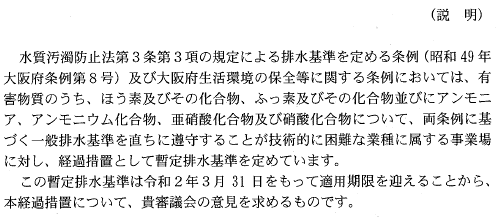 （説　明）
　水質汚濁防止法第３条第３項の規定による排水基準を定める条例（昭和49年
大阪府条例第８号）及び大阪府生活環境の保全等に関する条例においては、有
害物質のうち、ほう素及びその化合物、ふっ素及びその化合物並びにアンモニ
ア、アンモニウム化合物、亜硝酸化合物及び硝酸化合物について、両条例に基
づく一般排水基準を直ちに遵守することが技術的に困難な業種に属する事業場
に対し、経過措置として暫定排水基準を定めています。
　この暫定排水基準は令和２年３月31日をもって適用期限を迎えることから、
本経過措置について、貴審議会の意見を求めるものです。